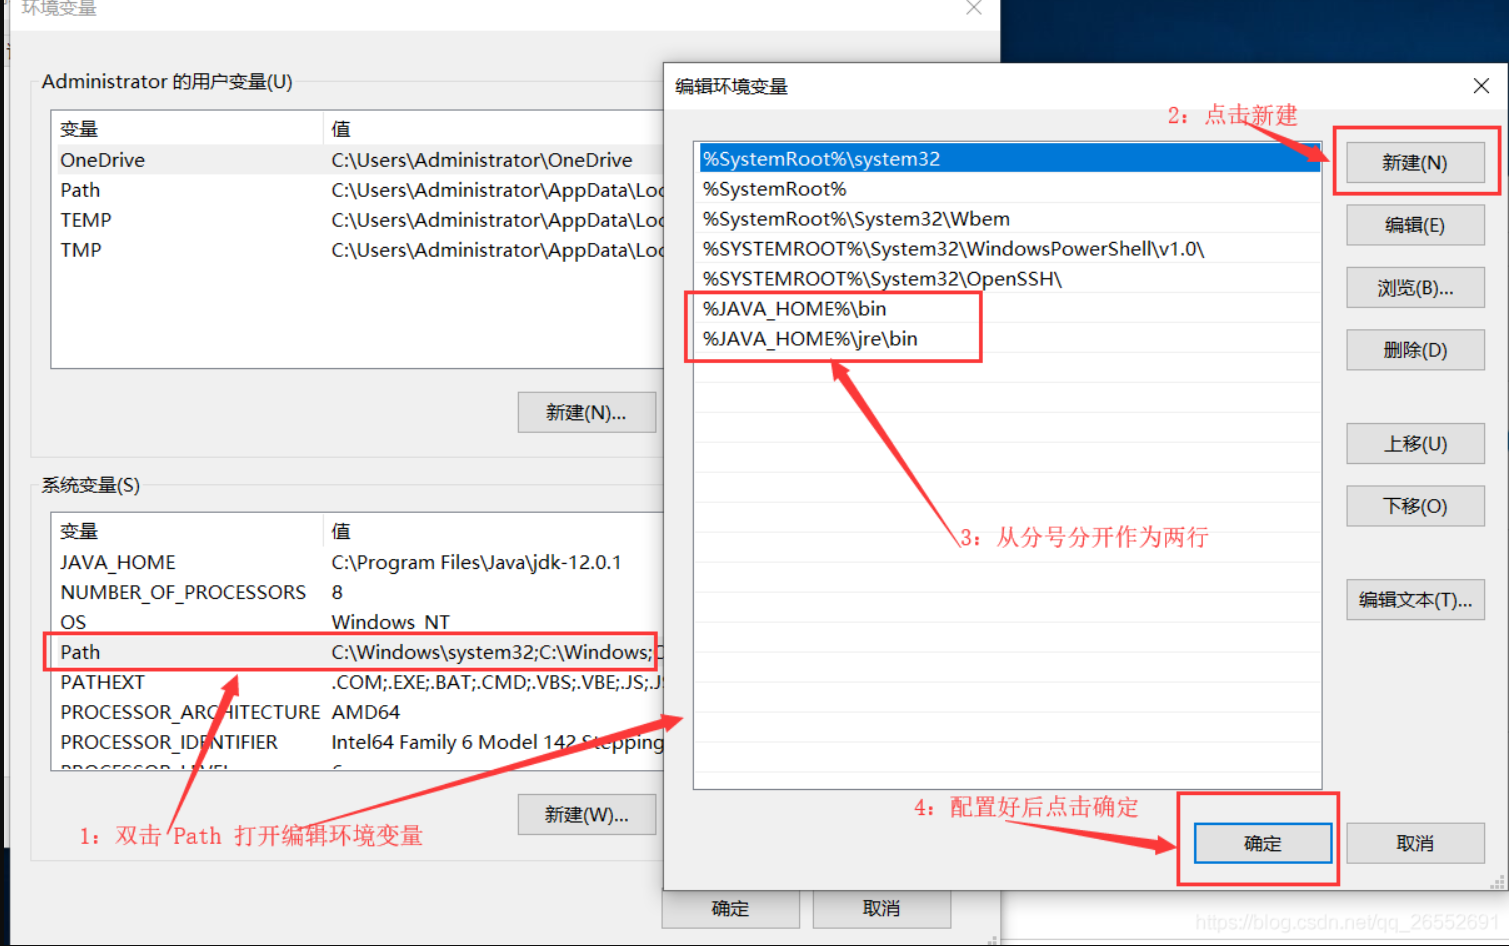 环境变量
Administrator 的用户变量(U)
变量 值
OneDrive C:\Users\Administrator\OneDrive
Path C:\Users\Administrator\AppData\Loc
TEMP C:\Users\Administrator\AppData\Loc
TMP C:\Users\Administrator\AppData\Loc
新建(N)...
系统变量(S)
变量 值
JAVA_HOME C:\Program Files\Java\jdk-12.0.1
NUMBER_OF_PROCESSORS 8
OS Windows_NT
Path C:\Windows\system32;C:\Windows;C
PATHEXT .COM;.EXE;.BAT;.CMD;.VBS;.VBE;.JS;.J
PROCESSOR_ARCHITECTURE AMD64
PROCESSOR_IDENTIFIER Intel64 Family 6 Model 142 Stepping
PROCESSOR_LEVEL 6
新建(W)...
1：双击 Path 打开编辑环境变量
确定 取消
编辑环境变量
2：点击新建
%SystemRoot%\system32
%SystemRoot%
%SystemRoot%\System32\Wbem
%SYSTEMROOT%\System32\WindowsPowerShell\v1.0\
%SYSTEMROOT%\System32\OpenSSH\
%JAVA_HOME%\bin
%JAVA_HOME%\jre\bin
3：从分号分开作为两行
新建(N)
编辑(E)
浏览(B)...
删除(D)
上移(U)
下移(O)
编辑文本(T)...
4：配置好后点击确定
确定 取消
https://blog.csdn.net/qq_26552691